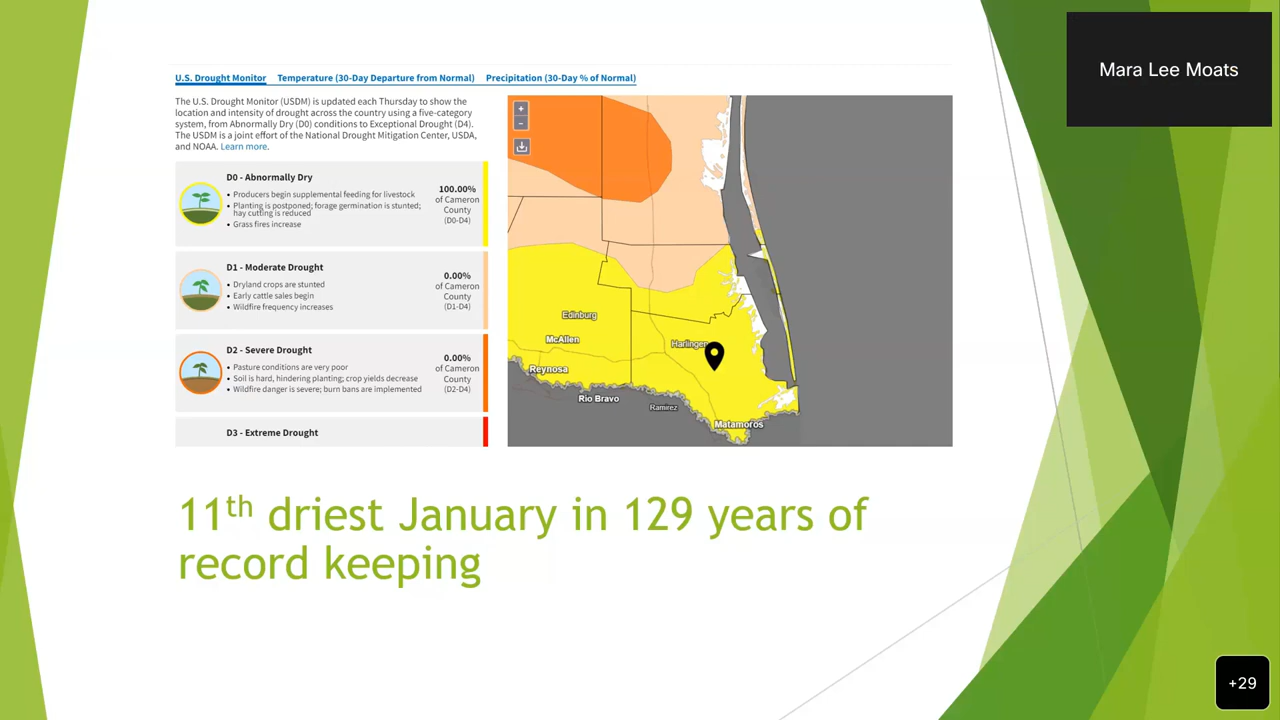 Mara Lee Moats
U.S. Drought Monitor Temperature (30-Day Departure from Normal) Precipitation (30-Day % of Normal)
The U.S. Drought Monitor (USDM) is updated each Thursday to show the
location and intensity of drought across the country using a five-category
system, from Abnormally Dry (D0) conditions to Exceptional Drought (D4).
The USDM is a joint effort of the National Drought Mitigation Center, USDA,
and NOAA. Learn more.
D0 - Abnormally Dry
• Producers begin supplemental feeding for livestock
• Planting is postponed; forage germination is stunted;
hay cutting is reduced
• Grass fires increase
100.00%
of Cameron
County
(D0-D4)
D1 - Moderate Drought
• Dryland crops are stunted
• Early cattle sales begin
• Wildfire frequency increases
0.00%
of Cameron
County
(D1-D4)
D2 - Severe Drought
• Pasture conditions are very poor
• Soil is hard, hindering planting; crop yields decrease
• Wildfire danger is severe; burn bans are implemented
0.00%
of Cameron
County
(D2-D4)
D3 - Extreme Drought
+
−
Edinburg
McAllen
Harlingen
Reynosa
Rio Bravo
Ramirez
Matamoros
11th driest January in 129 years of
record keeping
+29